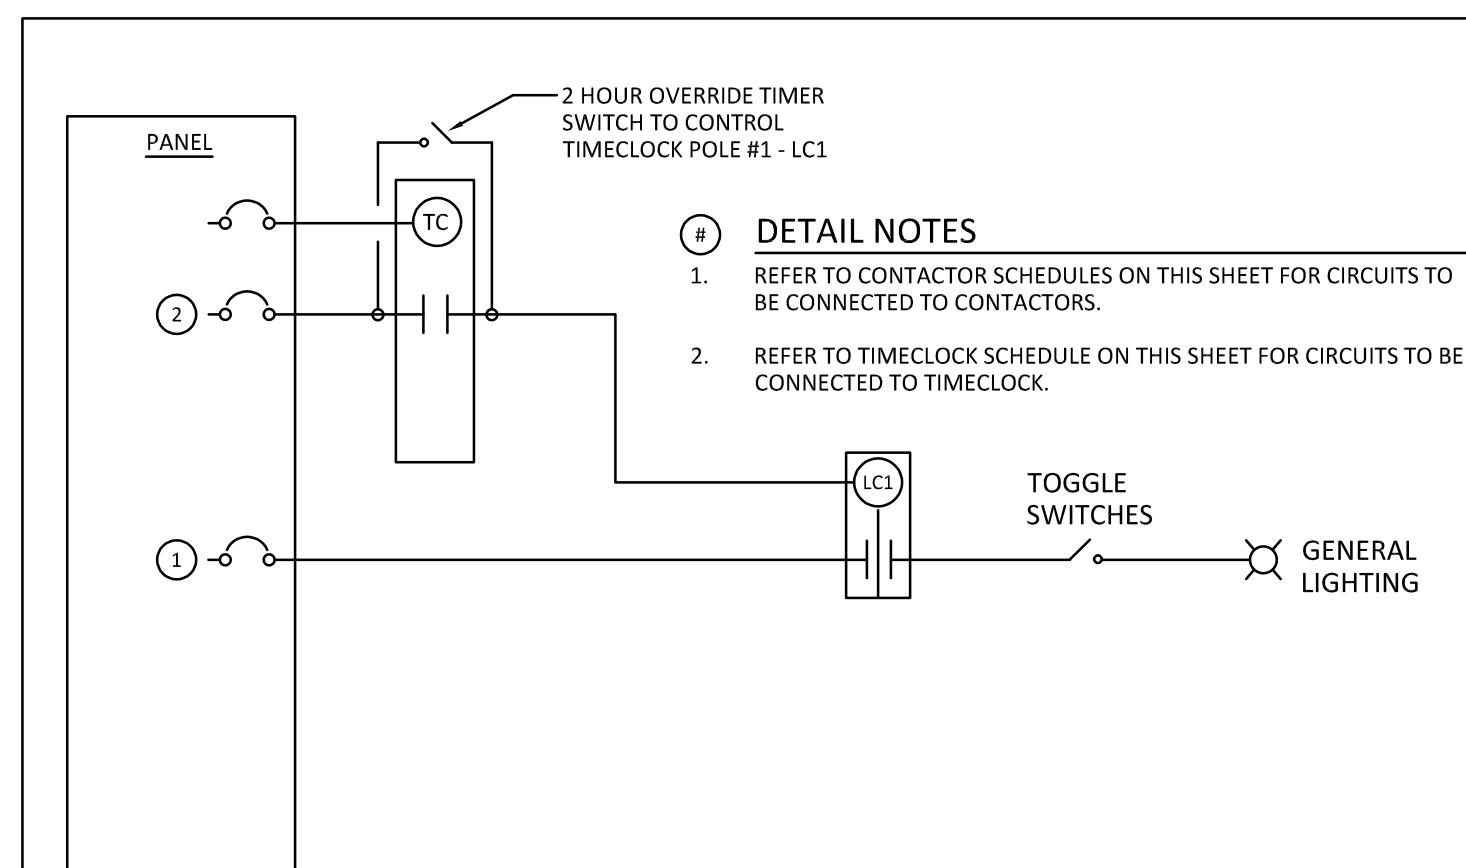 2 HOUR OVERRIDE TIMER
SWITCH TO CONTROL
TIMECLOCK POLE #1 - LC1
PANEL
TC
# DETAIL NOTES
1. REFER TO CONTACTOR SCHEDULES ON THIS SHEET FOR CIRCUITS TO
BE CONNECTED TO CONTACTORS.
2
2. REFER TO TIMECLOCK SCHEDULE ON THIS SHEET FOR CIRCUITS TO BE
CONNECTED TO TIMECLOCK.
LC1
TOGGLE
SWITCHES
1
GENERAL
LIGHTING